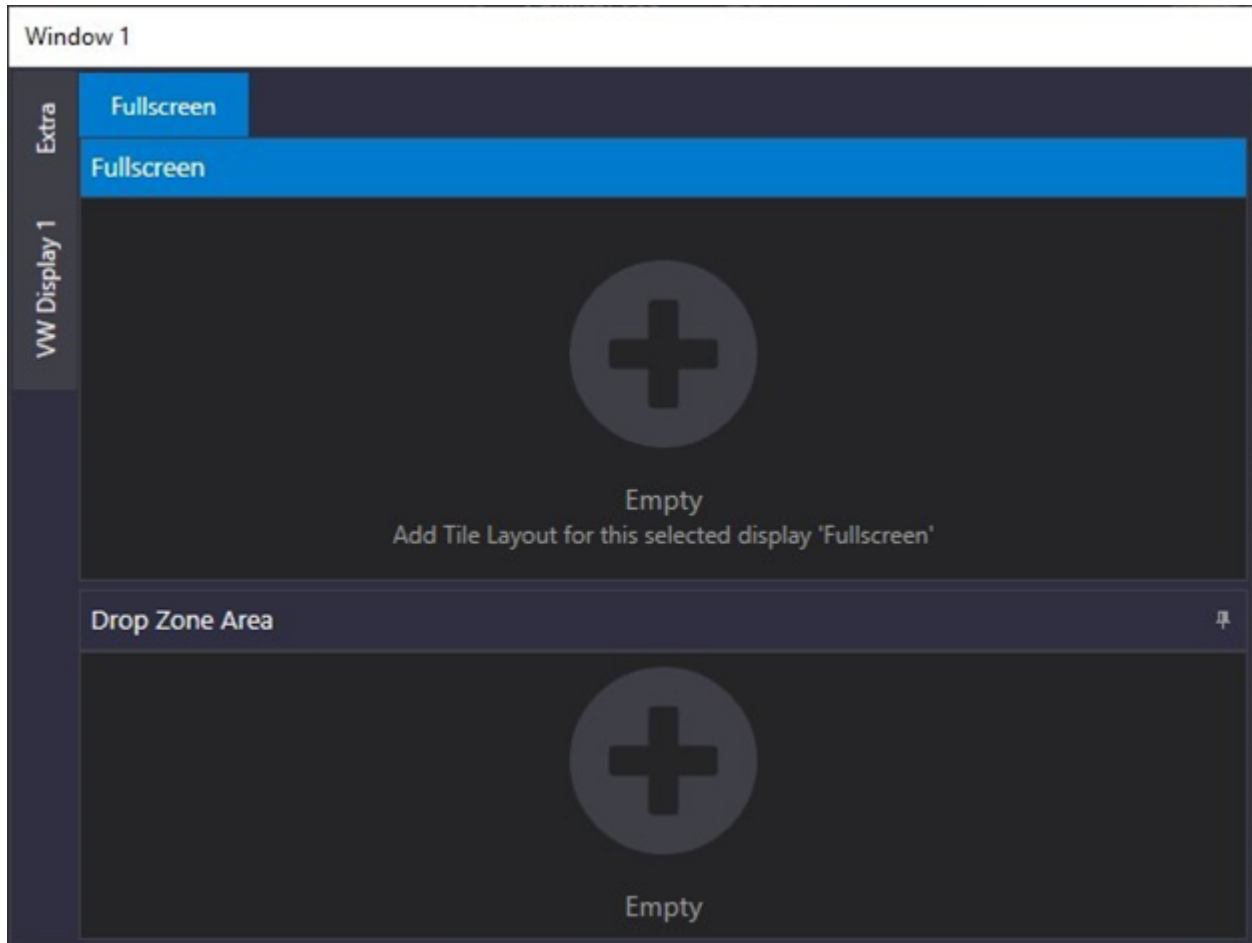 Window 1
Extra
VW Display 1
Fullscreen
Fullscreen
Empty
Add Tile Layout for this selected display 'Fullscreen'
Drop Zone Area
Empty